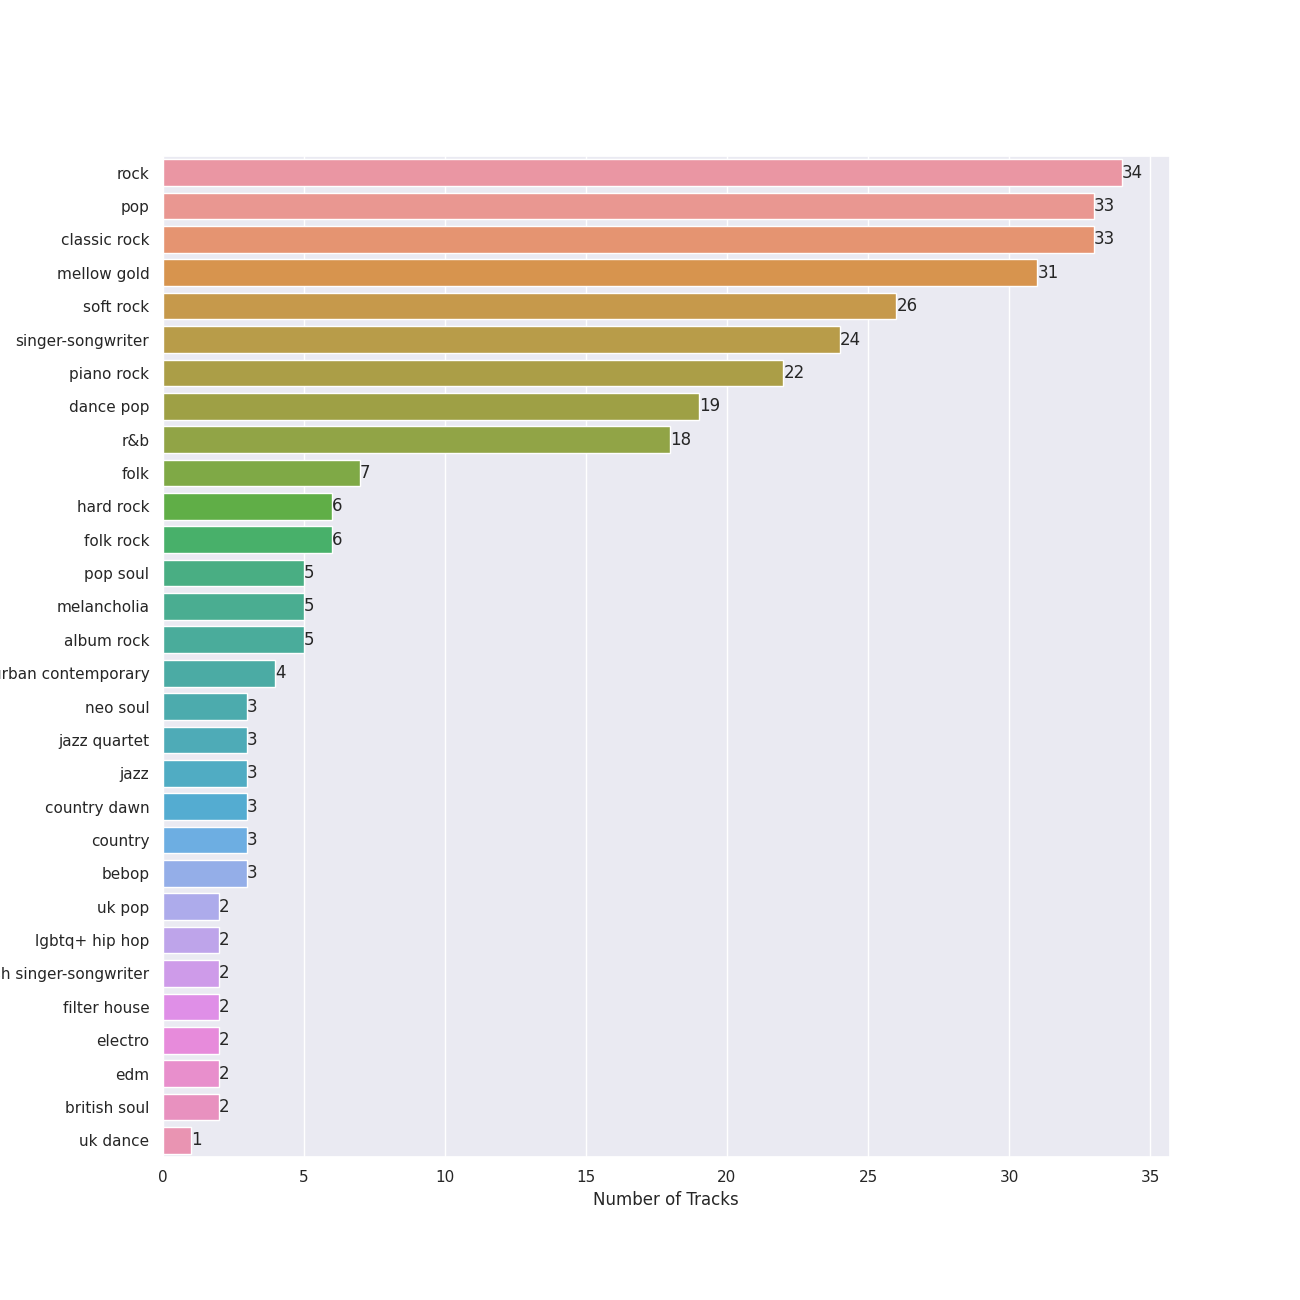 rock 34
pop 33
classic rock 33
mellow gold 31
soft rock 26
singer-songwriter 24
piano rock 22
dance pop 19
r&b 18
folk 7
hard rock 6
folk rock 6
pop soul 5
melancholia 5
album rock 5
rban contemporary 4
neo soul 3
jazz quartet 3
jazz 3
country dawn 3
country 3
bebop 3
uk pop 2
lgbtq+ hip hop 2
h singer-songwriter 2
filter house 2
electro 2
edm 2
british soul 2
uk dance 1
0 5 10 15 20 25 30 35
Number of Tracks